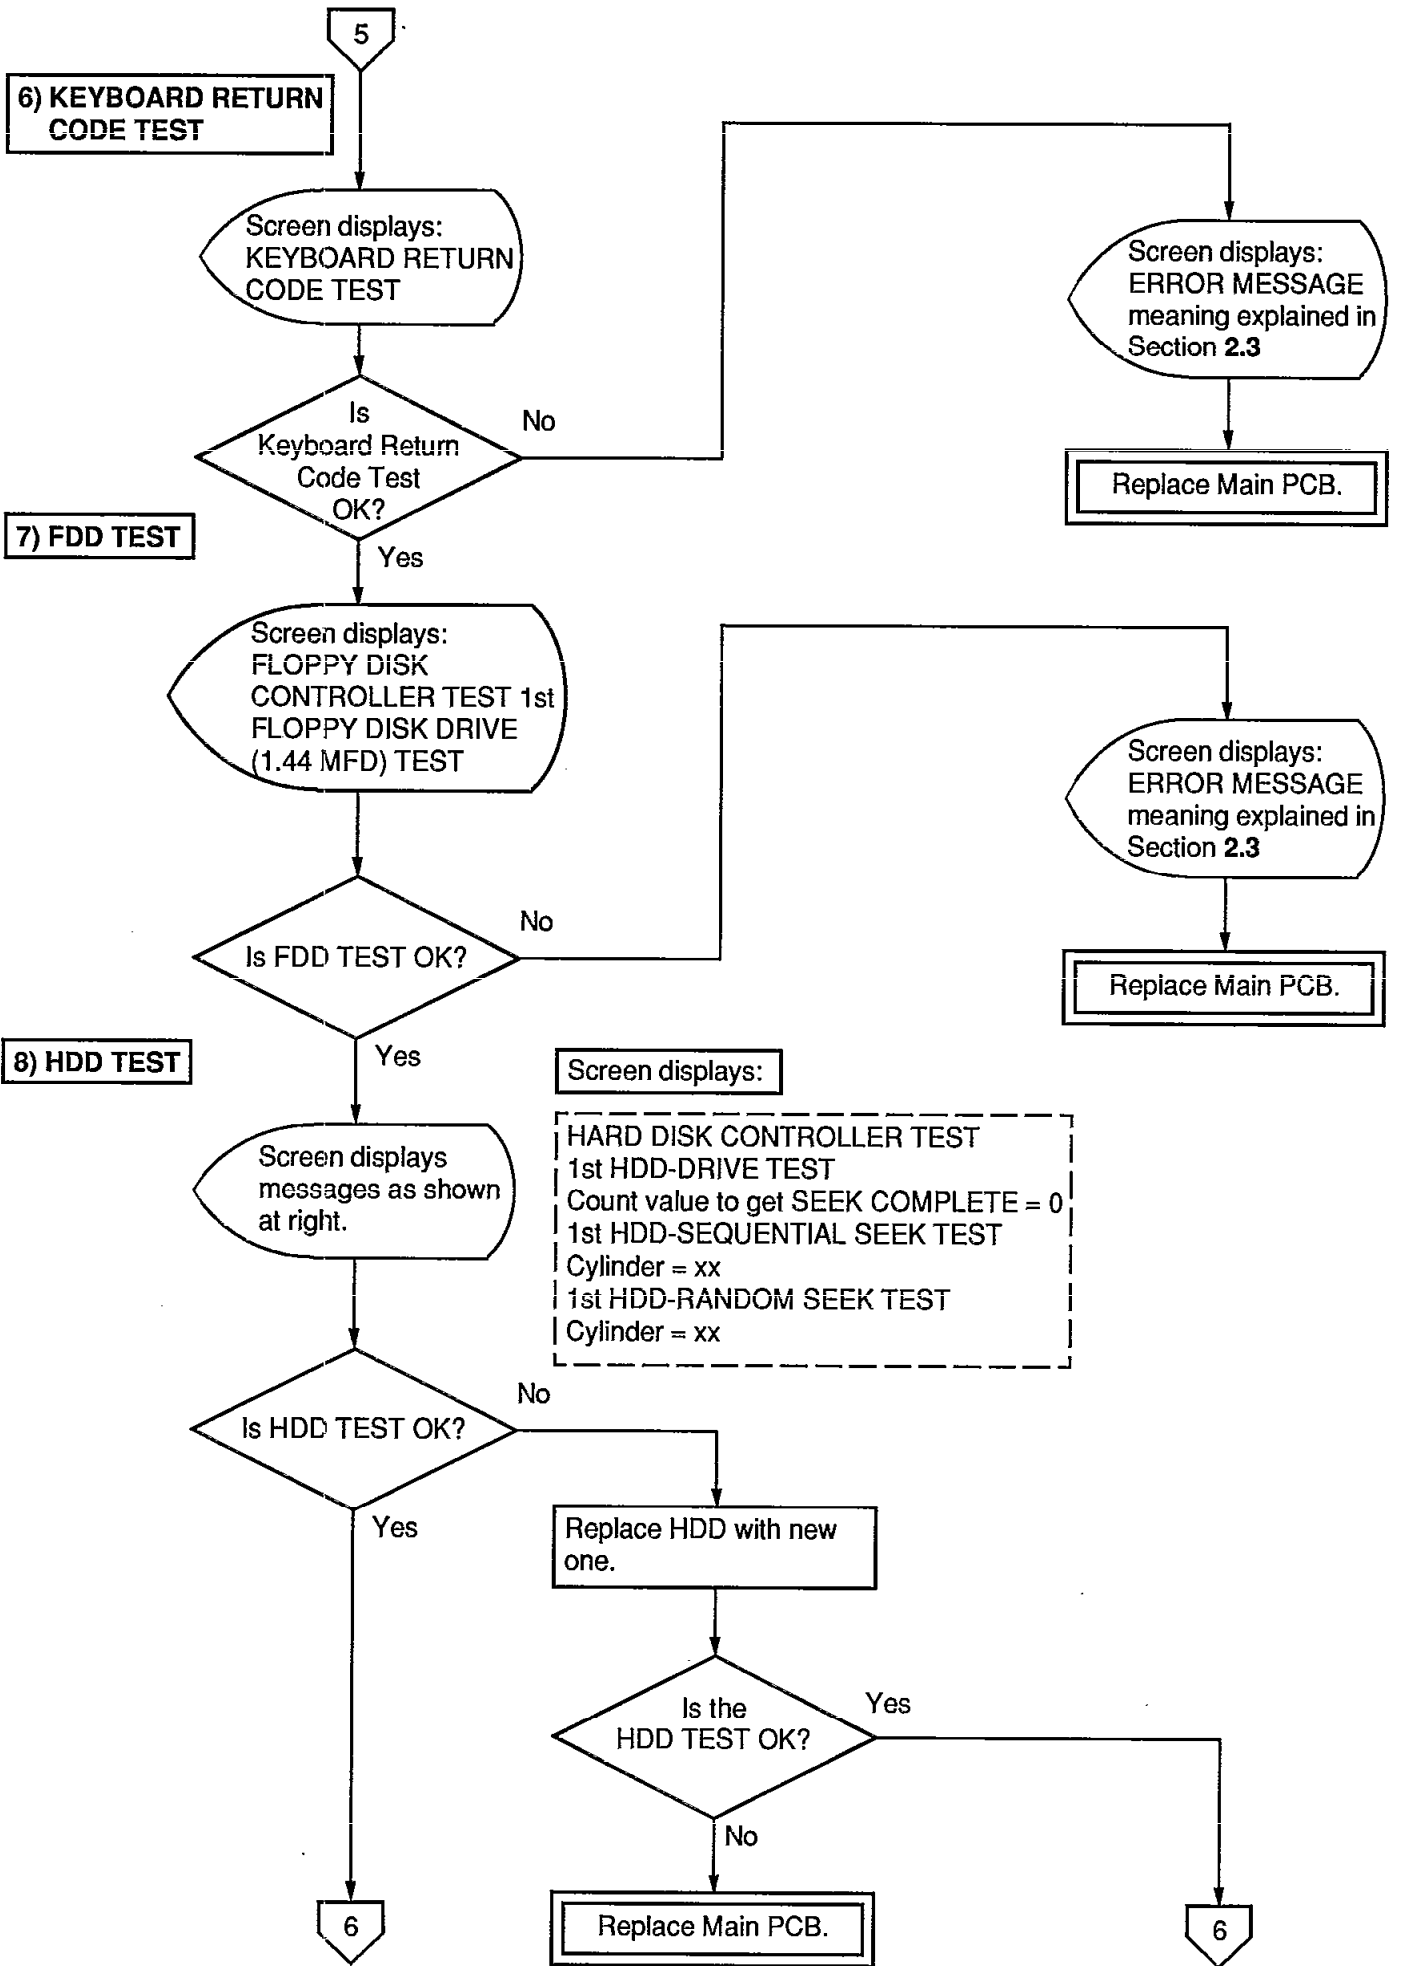 5
6) KEYBOARD RETURN
CODE TEST
Screen displays:
KEYBOARD RETURN
CODE TEST
Screen displays:
ERROR MESSAGE
meaning explained in
Section 2.3
Is
Keyboard Return
Code Test
OK?
No
Replace Main PCB.
7) FDD TEST
Yes
Screen displays:
FLOPPY DISK
CONTROLLER TEST 1st
FLOPPY DISK DRIVE
(1.44 MFD) TEST
Screen displays:
ERROR MESSAGE
meaning explained in
Section 2.3
Is FDD TEST OK?
No
Replace Main PCB.
8) HDD TEST
Yes
Screen displays:
Screen displays
messages as shown
at right.
HARD DISK CONTROLLER TEST
1st HDD-DRIVE TEST
Count value to get SEEK COMPLETE = 0
1st HDD-SEQUENTIAL SEEK TEST
Cylinder = xx
1st HDD-RANDOM SEEK TEST
Cylinder = xx
Is HDD TEST OK?
No
Yes
Replace HDD with new
one.
Is the
HDD TEST OK?
Yes
No
6
Replace Main PCB.
6